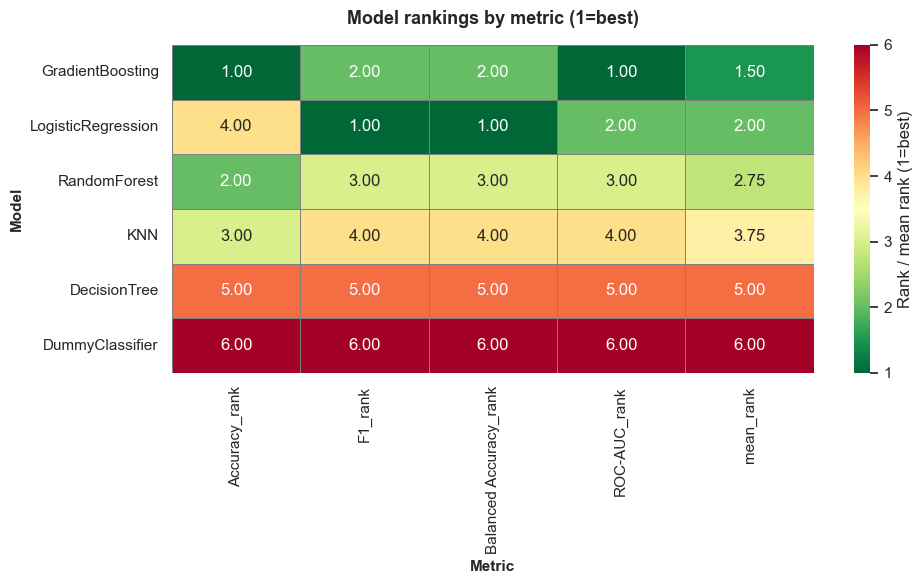 Model rankings by metric (1=best)
Model
GradientBoosting 1.00 2.00 2.00 1.00 1.50
LogisticRegression 4.00 1.00 1.00 2.00 2.00
RandomForest 2.00 3.00 3.00 3.00 2.75
KNN 3.00 4.00 4.00 4.00 3.75
DecisionTree 5.00 5.00 5.00 5.00 5.00
DummyClassifier 6.00 6.00 6.00 6.00 6.00
Accuracy_rank
F1_rank
Balanced Accuracy_rank
ROC-AUC_rank
mean_rank
Metric
6
5
4
3
2
1
Rank / mean rank (1=best)